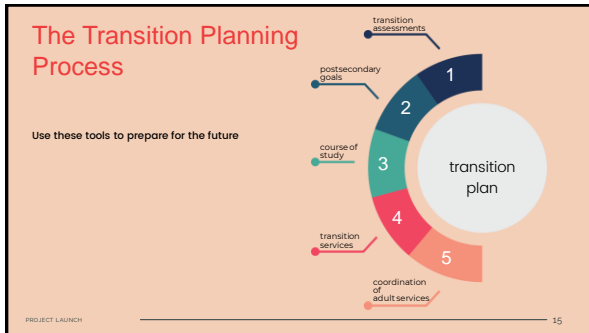 The Transition Planning
Process
Use these tools to prepare for the future
transition
assessments
postsecondary
goals
course of
study
transition
services
coordination
of
adult services
1
2
3
4
5
transition
plan
PROJECT LAUNCH
15